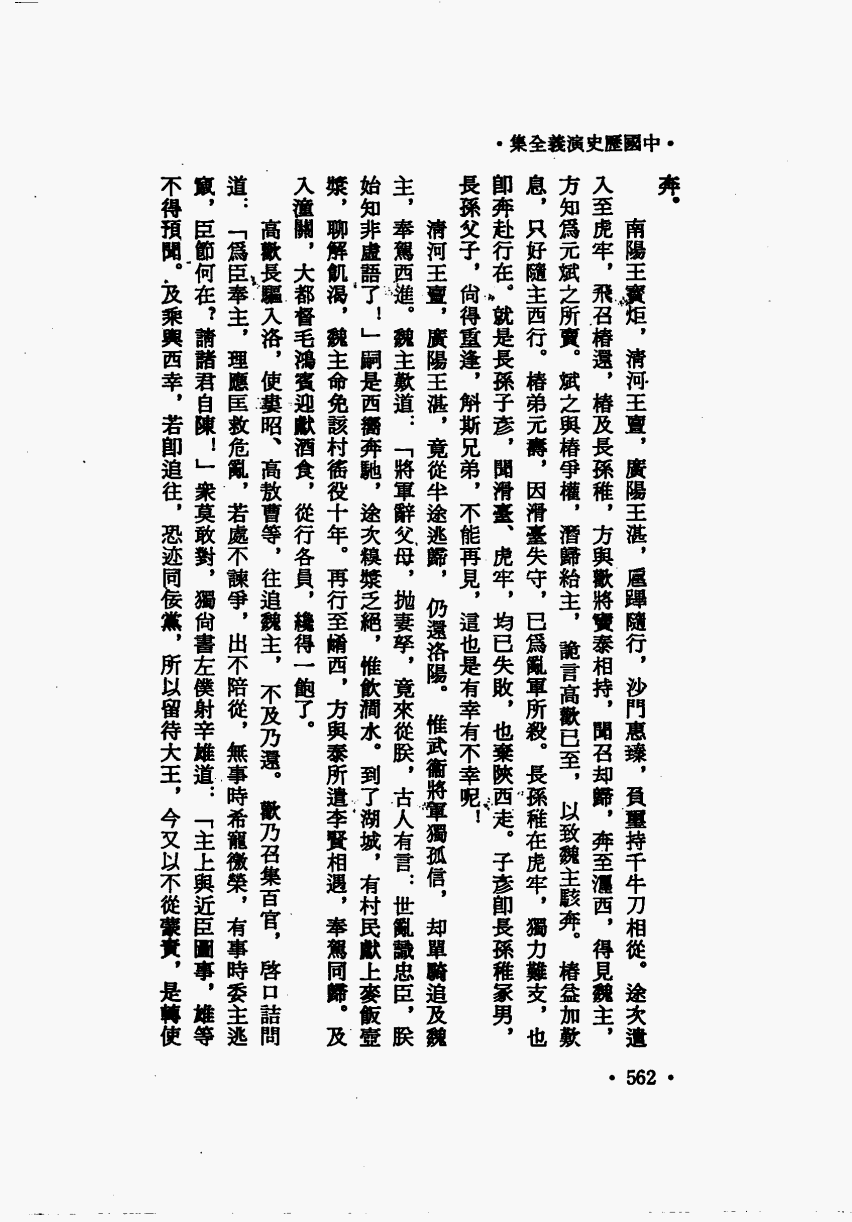 •中國歷史演義全集•
奔。
南陽王寶炬，清河王亶，廣陽王湛，扈蹕隨行，沙門惠臻，負璽持千牛刀相從。途次遣
入至虎牢，飛召椿還，椿及長孫稚，方與歡將竇泰相持，聞召却歸，奔至瀍西，得見魏主，
方知爲元斌之所賣。斌之與椿爭權，潛歸給主，詭言高歡已至，以致魏主駭奔。椿益加歎
息，只好隨主西行。椿弟元壽，因滑臺失守，已爲亂軍所殺。長孫稚在虎牢，獨力難支，也
卽奔赴行在。就是長孫子彥，聞滑臺、虎牢，均已失敗，也棄陜西走。子彥卽長孫稚冢男，
長孫父子，尙得重逢，斛斯兄弟，不能再見，這也是有幸有不幸呢！
清河王亶，廣陽王湛，竟從半途逃歸，仍還洛陽。惟武衞將軍獨孤信，却單騎追及魏
主，奉駕西進。魏主歎道：「將軍辭父母，拋妻孥，竟來從朕，古人有言：世亂識忠臣，朕
始知非虛語了！」嗣是西嚮奔馳，途次糗漿乏絕，惟飲澗水。到了湖城，有村民獻上麥飯壺
漿，聊解飢渴，魏主命免該村徭役十年。再行至崤西，方與泰所遣李賢相遇，奉駕同歸。及
入潼關，大都督毛鴻賓迎獻酒食，從行各員，纔得一飽了。
高歡長驅入洛，使婁昭、高敖曹等，往追魏主，不及乃還。歡乃召集百官，啓口詰問
道：「爲臣奉主，理應匡救危亂，若處不諫爭，出不陪從，無事時希寵徼榮，有事時委主逃
竄，臣節何在？請諸君自陳！」衆莫敢對，獨尙書左僕射辛雄道：「主上與近臣圖事，雄等
不得預聞。及乘輿西幸，若卽追往，恐迹同佞黨，所以留待大王，今又以不從蒙責，是轉使
• 562 •